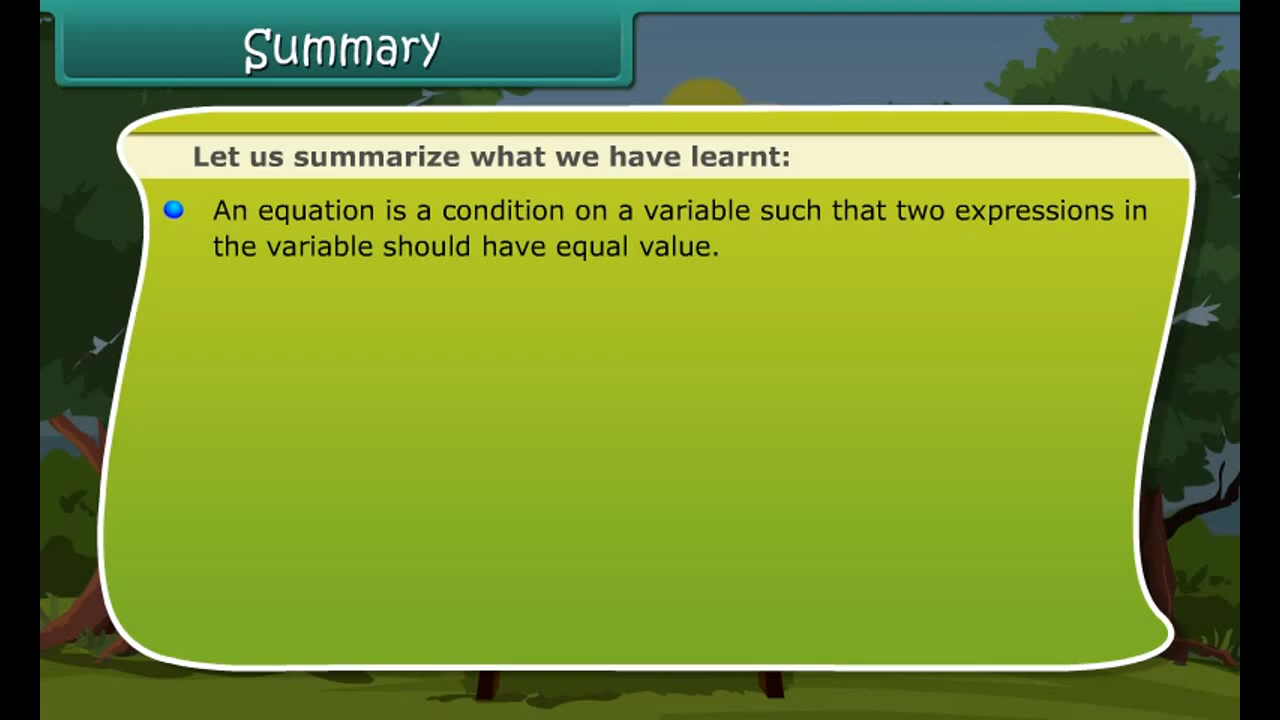 Summary
Let us summarize what we have learnt:
An equation is a condition on a variable such that two expressions in
the variable should have equal value.